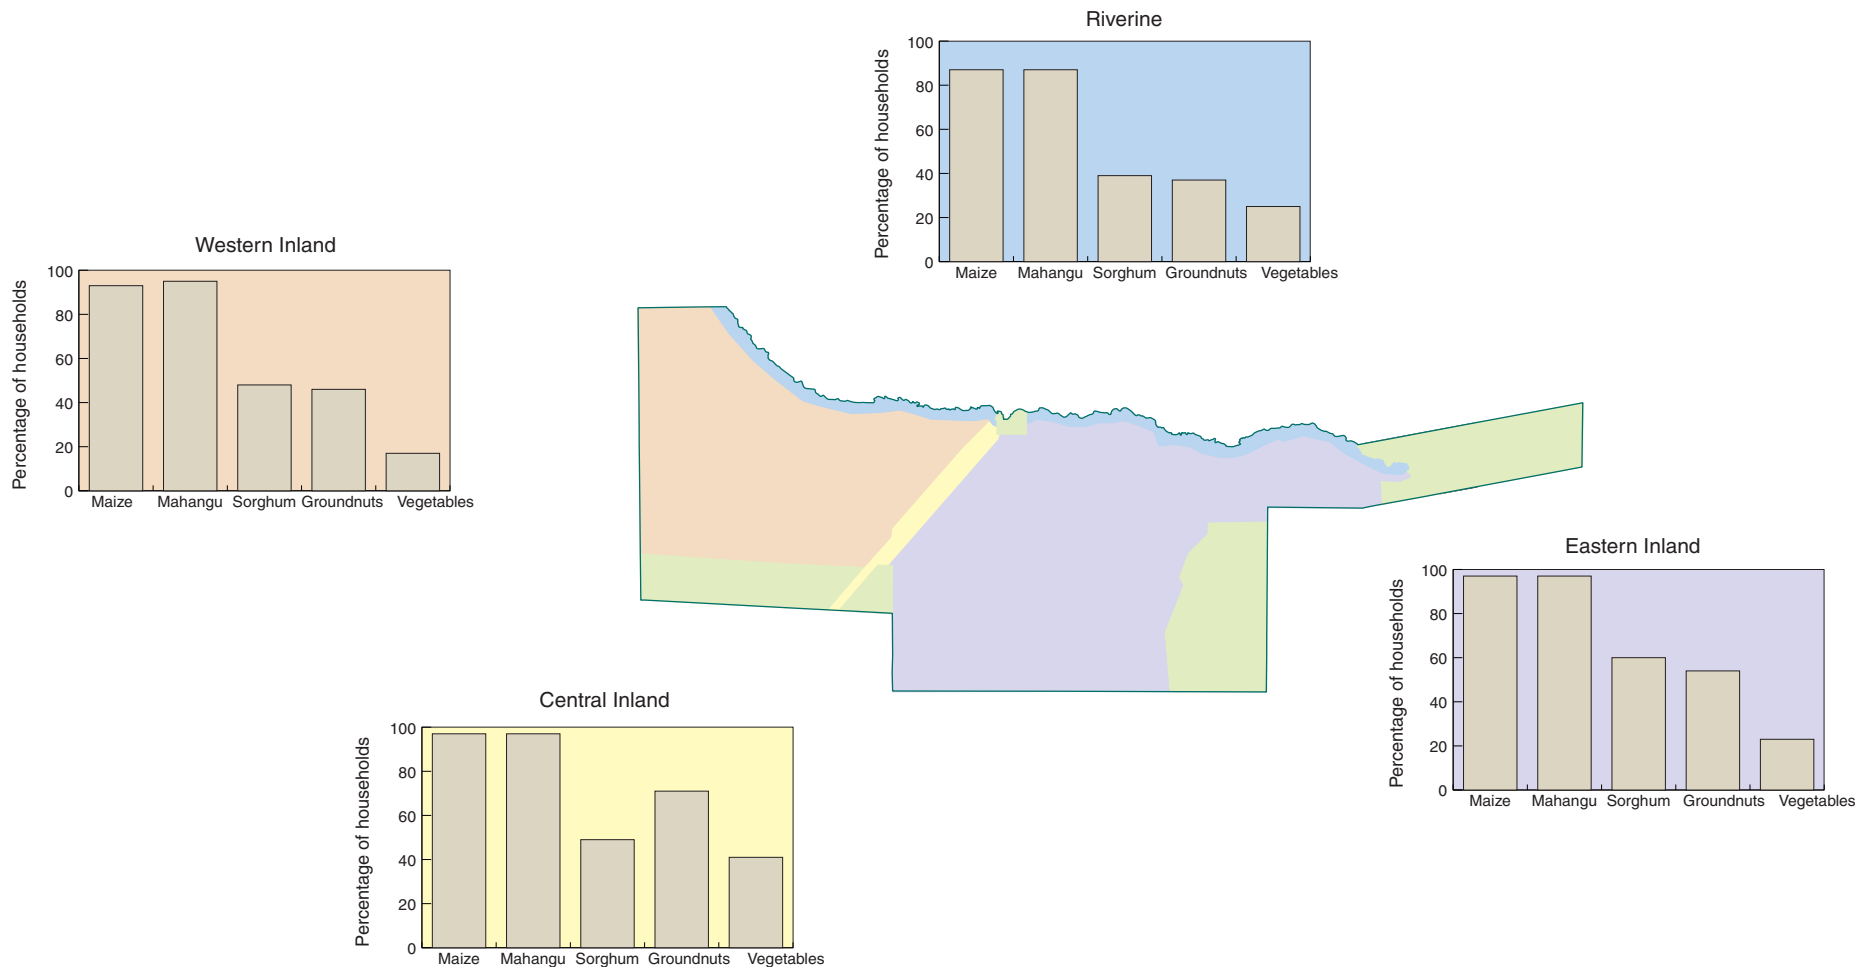 Riverine
Percentage of households
100
80
60
40
20
0
Maize Mahangu Sorghum Groundnuts Vegetables
Western Inland
Percentage of households
100
80
60
40
20
0
Maize Mahangu Sorghum Groundnuts Vegetables
Eastern Inland
Percentage of households
100
80
60
40
20
0
Maize Mahangu Sorghum Groundnuts Vegetables
Central Inland
Percentage of households
100
80
60
40
20
0
Maize Mahangu Sorghum Groundnuts Vegetables